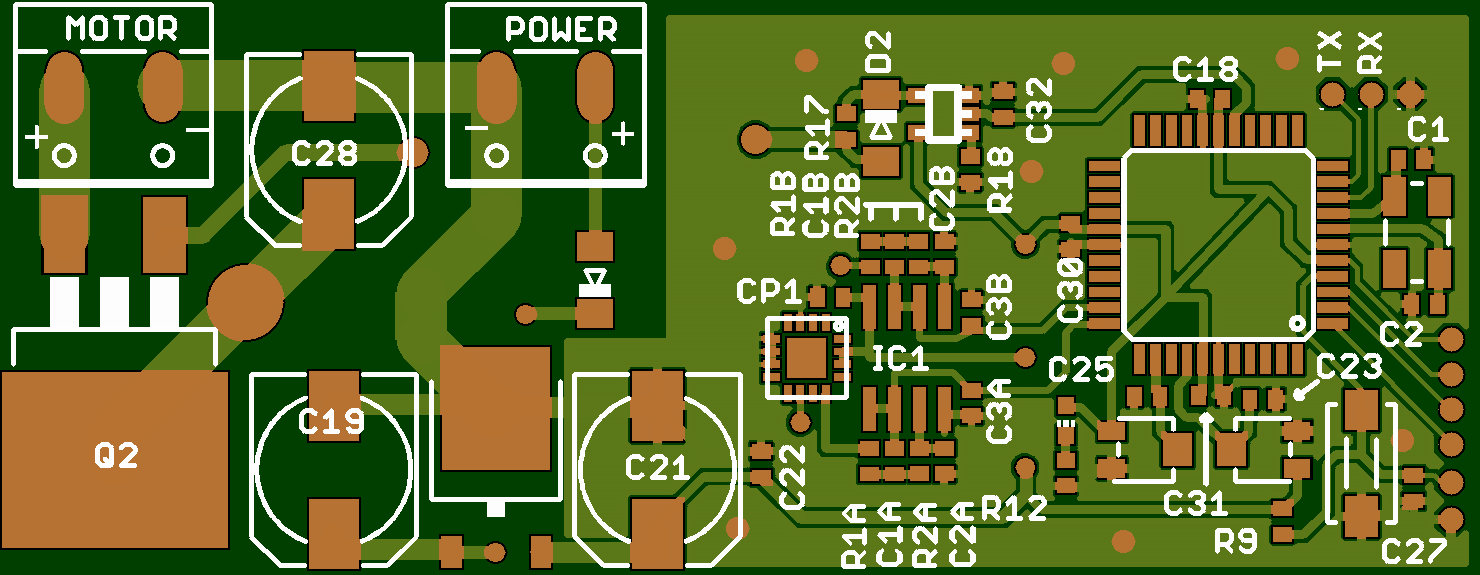 MOTOR
POWER
D2
TX
RX
C18
C32
C1
R17
C28
R18
R1B
C1B
R2B
C2B
C30
CP1
C3B
C2
IC1
C25
C23
C3A
C19
Q2
C21
C22
C31
R12
R1A
C1A
R2A
C2A
R9
C27
+
-
-
+